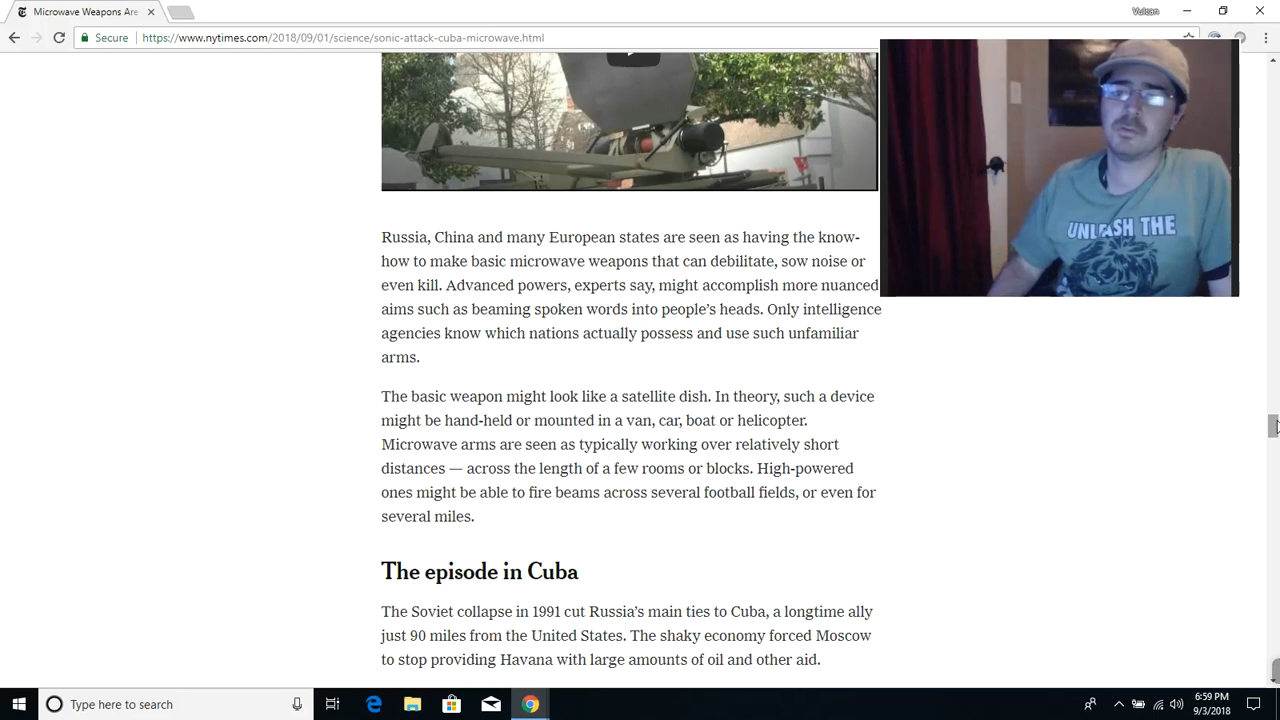 Microwave Weapons Are
Vulcan
Secure
https://www.nytimes.com/2018/09/01/science/sonic-attack-cuba-microwave.html
UNLEASH THE
Russia, China and many European states are seen as having the know-
how to make basic microwave weapons that can debilitate, sow noise or
even kill. Advanced powers, experts say, might accomplish more nuanced
aims such as beaming spoken words into people’s heads. Only intelligence
agencies know which nations actually possess and use such unfamiliar
arms.
The basic weapon might look like a satellite dish. In theory, such a device
might be hand-held or mounted in a van, car, boat or helicopter.
Microwave arms are seen as typically working over relatively short
distances — across the length of a few rooms or blocks. High-powered
ones might be able to fire beams across several football fields, or even for
several miles.
The episode in Cuba
The Soviet collapse in 1991 cut Russia’s main ties to Cuba, a longtime ally
just 90 miles from the United States. The shaky economy forced Moscow
to stop providing Havana with large amounts of oil and other aid.
Type here to search
6:59 PM
9/3/2018